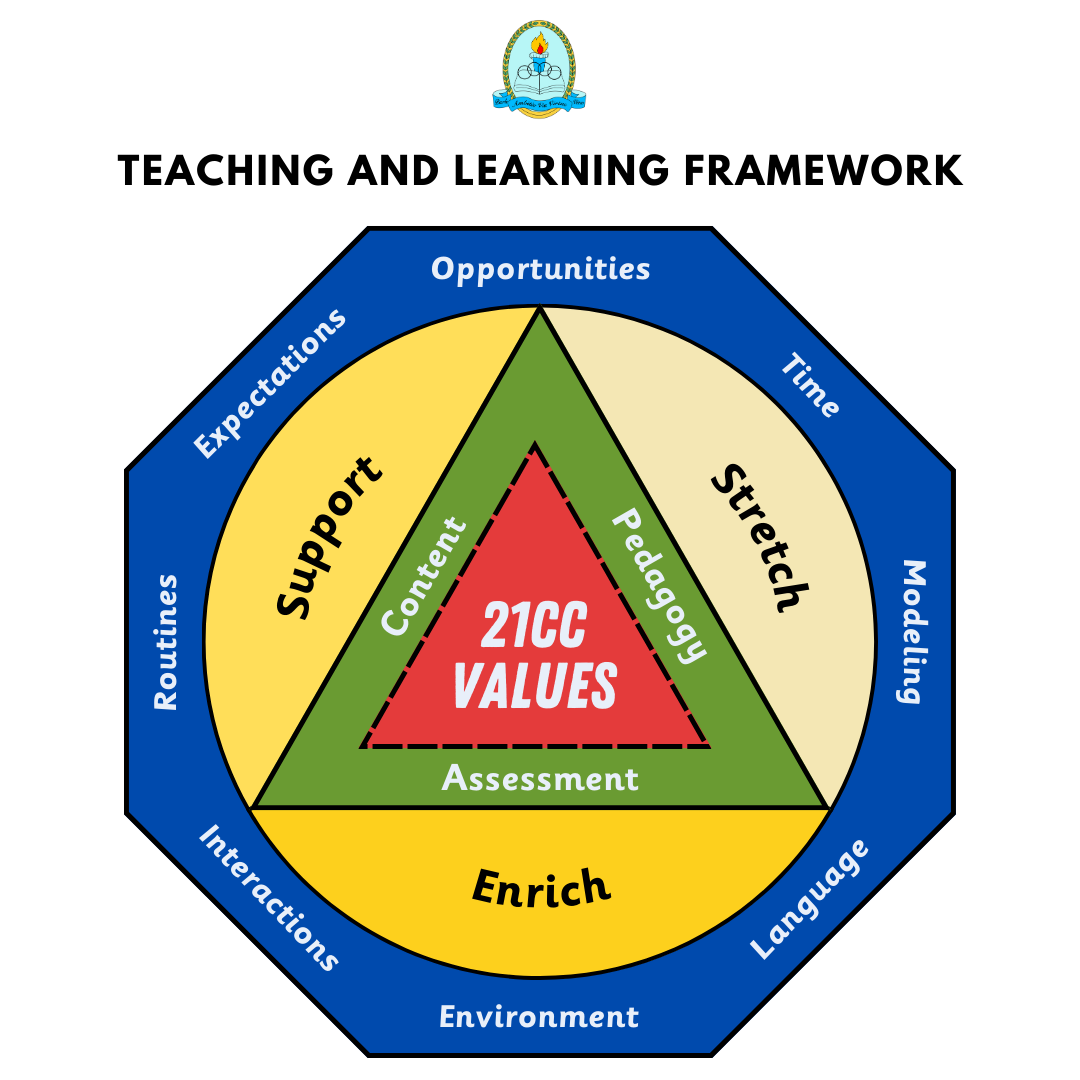 TEACHING AND LEARNING FRAMEWORK
Opportunities
Time
Modeling
Language
Environment
Interactions
Routines
Expectations
Support
Stretch
Enrich
Content
Pedagogy
Assessment
21CC
VALUES